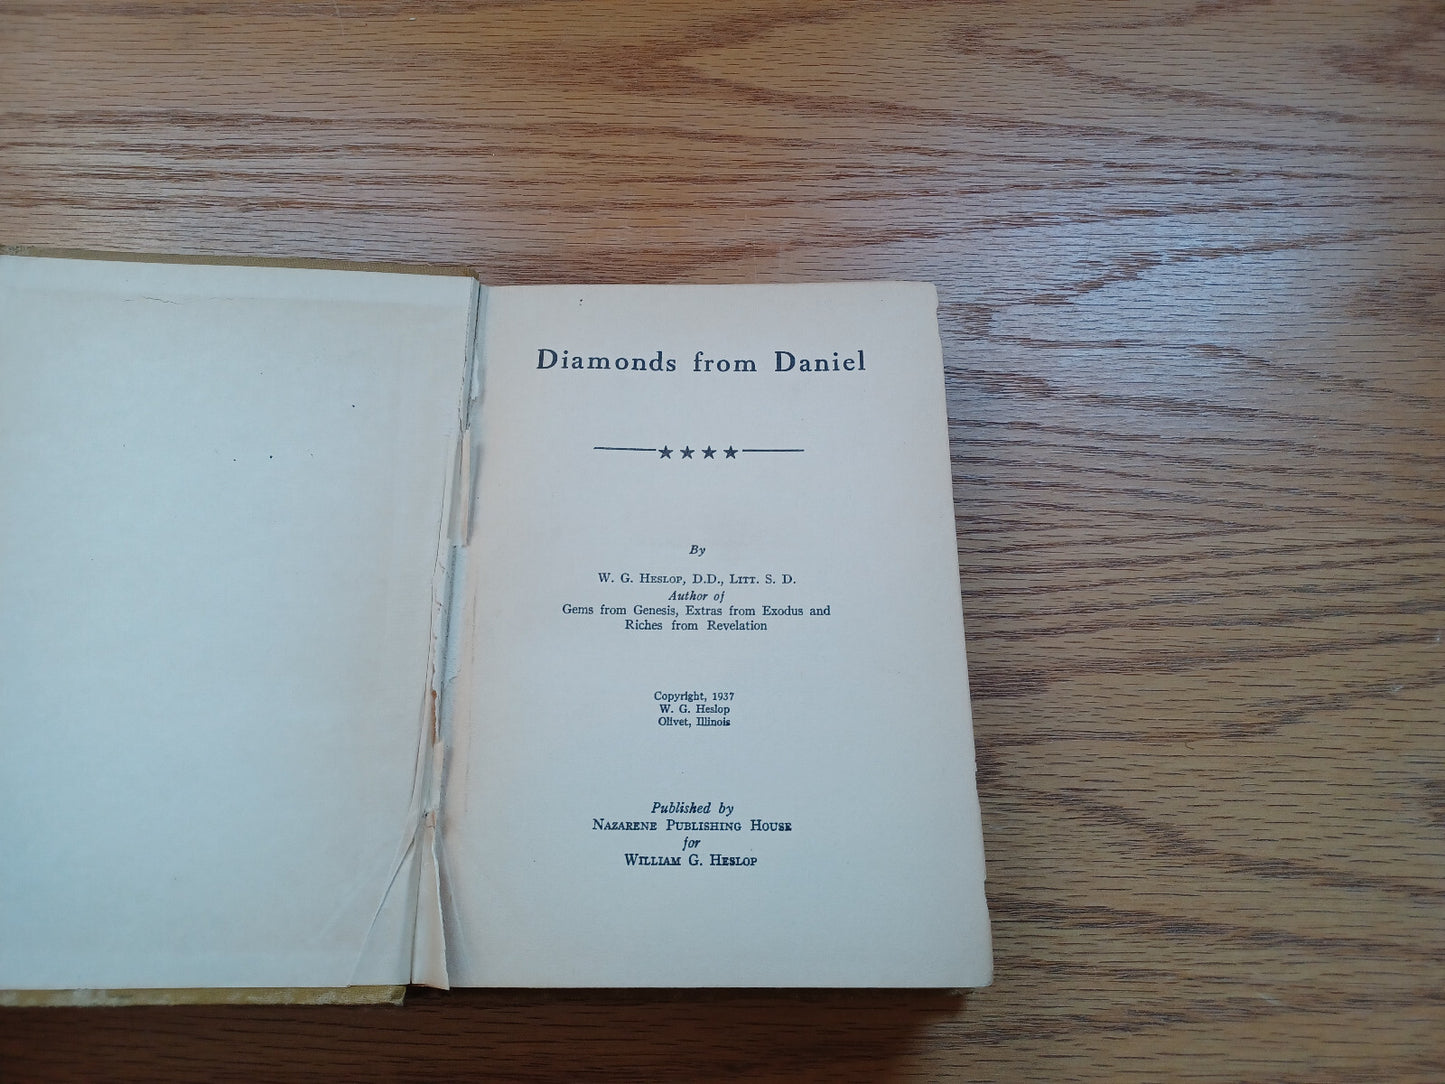 Diamonds from Daniel
★★★★
By
W. G. Heslop, D.D., Litt. S. D.
Author of
Gems from Genesis, Extras from Exodus and
Riches from Revelation
Copyright, 1937
W. G. Heslop
Olivet, Illinois
Published by
Nazarene Publishing House
for
William G. Heslop